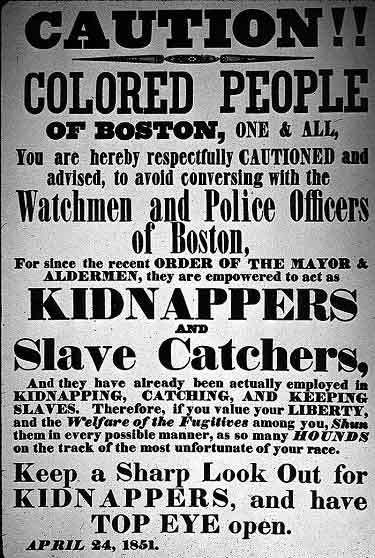 CAUTION!!
COLORED PEOPLE
OF BOSTON, ONE & ALL,
You are hereby respectfully CAUTIONED and
advised, to avoid conversing with the
Watchmen and Police Officers
of Boston,
For since the recent ORDER OF THE MAYOR &
ALDERMEN, they are empowered to act as
KIDNAPPERS
AND
Slave Catchers,
And they have already been actually employed in
KIDNAPPING, CATCHING, AND KEEPING
SLAVES. Therefore, if you value your LIBERTY,
and the Welfare of the Fugitives among you, Shun
them in every possible manner, as so many HOUNDS
on the track of the most unfortunate of your race.
Keep a Sharp Look Out for
KIDNAPPERS, and have
TOP EYE open.
APRIL 24, 1851.